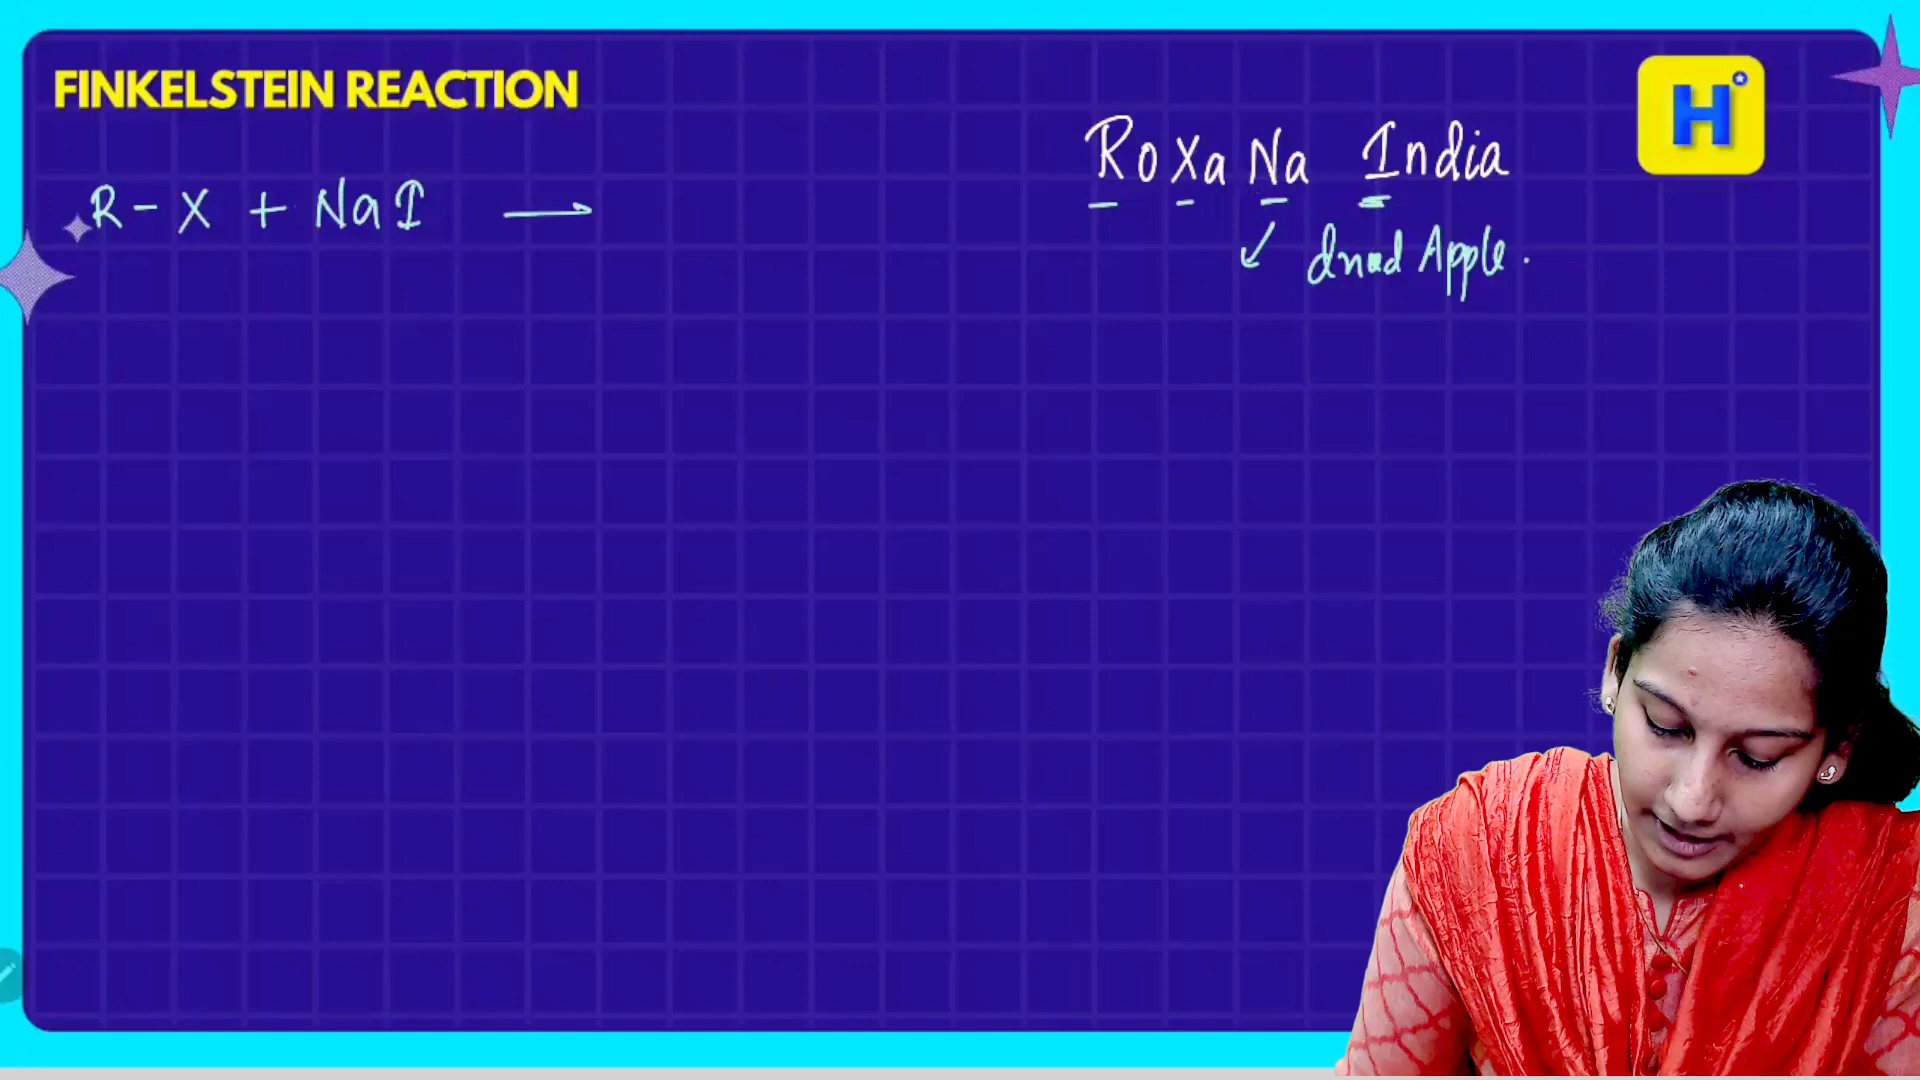 FINKELSTEIN REACTION
H
RoXaNa India
R - X + NaI →
↙ dried Apple.